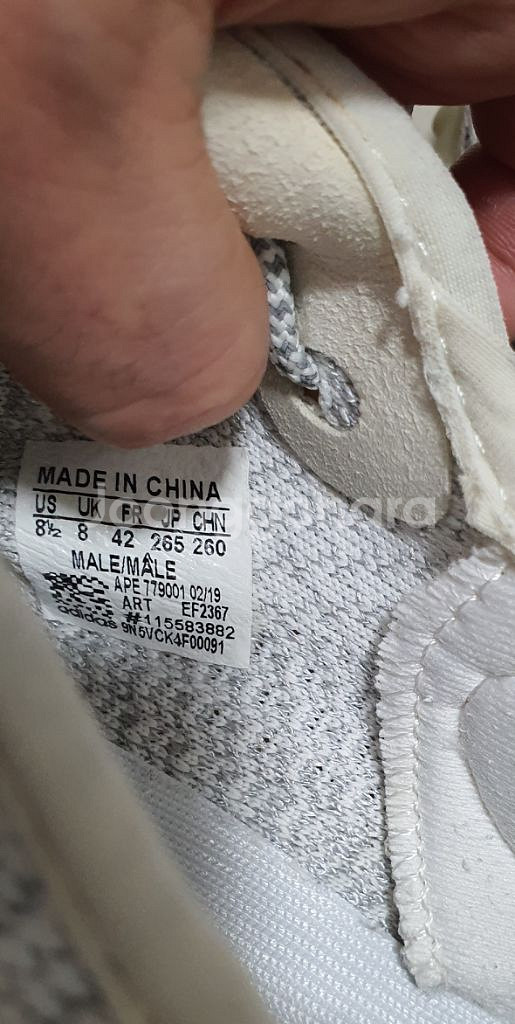 MADE IN CHINA
US UK FR JP CHN
8½ 8 42 265 260
MALE/MÂLE
APE 779001 02/19
ART EF2367
#115583882
adidas 9N5VCK4F00091